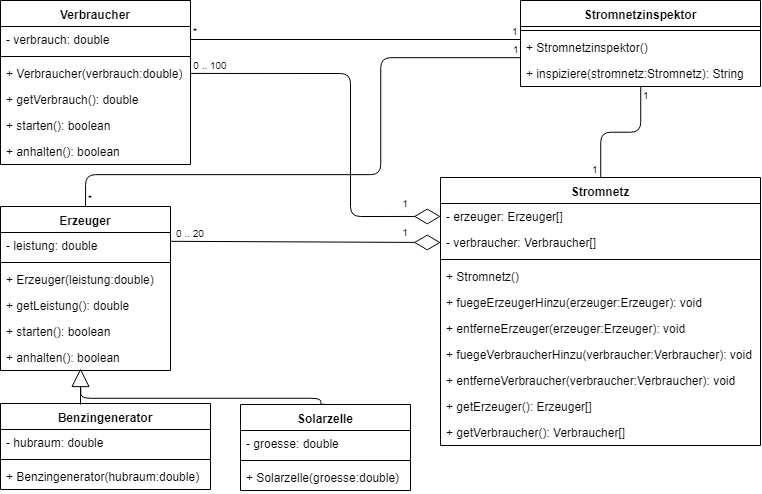 Verbraucher
- verbrauch: double
+ Verbraucher(verbrauch:double)
+ getVerbrauch(): double
+ starten(): boolean
+ anhalten(): boolean
*
1
0 .. 100
1
Stromnetzinspektor
+ Stromnetzinspektor()
+ inspiziere(stromnetz:Stromnetz): String
1
1
*
Erzeuger
- leistung: double
+ Erzeuger(leistung:double)
+ getLeistung(): double
+ starten(): boolean
+ anhalten(): boolean
0 .. 20
1
1
Stromnetz
- erzeuger: Erzeuger[]
- verbraucher: Verbraucher[]
+ Stromnetz()
+ fuegeErzeugerHinzu(erzeuger:Erzeuger): void
+ entferneErzeuger(erzeuger:Erzeuger): void
+ fuegeVerbraucherHinzu(verbraucher:Verbraucher): void
+ entferneVerbraucher(verbraucher:Verbraucher): void
+ getErzeuger(): Erzeuger[]
+ getVerbraucher(): Verbraucher[]
Benzingenerator
- hubraum: double
+ Benzingenerator(hubraum:double)
Solarzelle
- groesse: double
+ Solarzelle(groesse:double)